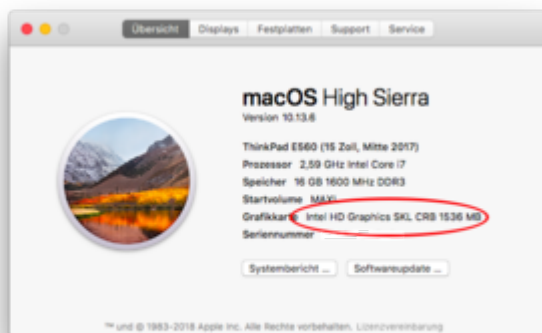 Übersicht Displays Festplatten Support Service
macOS High Sierra
Version 10.13.6
ThinkPad E560 (15 Zoll, Mitte 2017)
Prozessor 2,59 GHz Intel Core i7
Speicher 16 GB 1600 MHz DDR3
Startvolume MAXI
Grafikkarte Intel HD Graphics SKL CRB 1536 MB
Seriennummer
Systembericht ... Softwareupdate ...
™ und © 1983-2018 Apple Inc. Alle Rechte vorbehalten. Lizenzvereinbarung